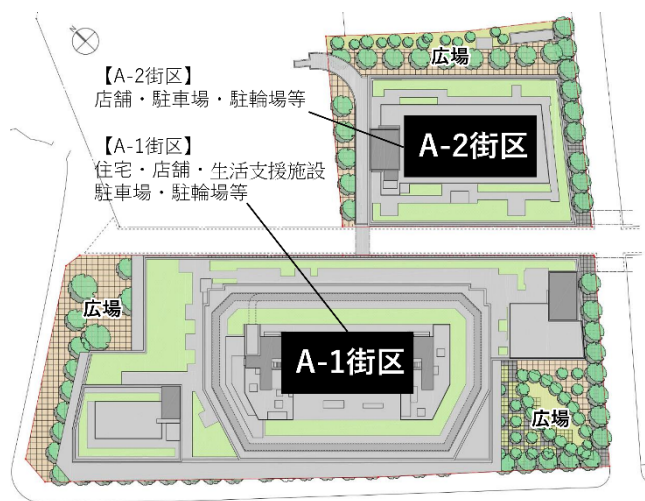 N
広場
【A-2街区】
店舗・駐車場・駐輪場等
A-2街区
【A-1街区】
住宅・店舗・生活支援施設
駐車場・駐輪場等
広場
A-1街区
広場